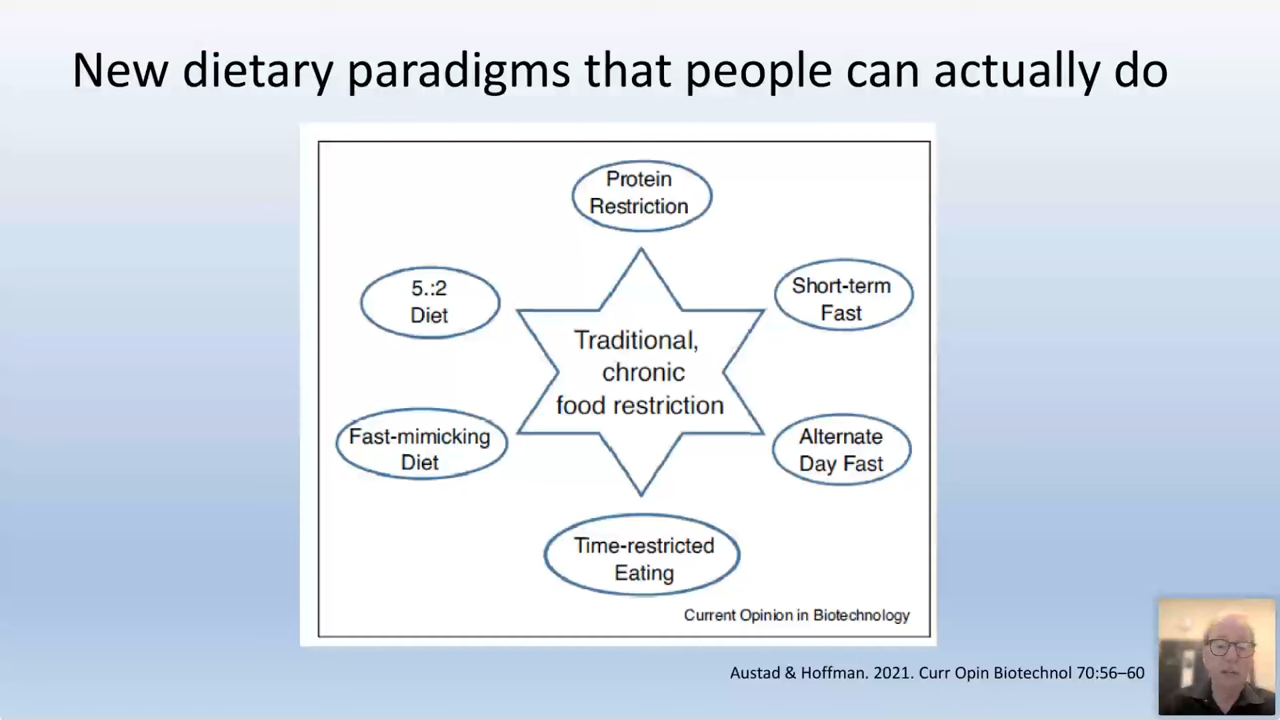 New dietary paradigms that people can actually do
Protein
Restriction
5.:2
Diet
Short-term
Fast
Traditional,
chronic
food restriction
Fast-mimicking
Diet
Alternate
Day Fast
Time-restricted
Eating
Current Opinion in Biotechnology
Austad & Hoffman. 2021. Curr Opin Biotechnol 70:56–60